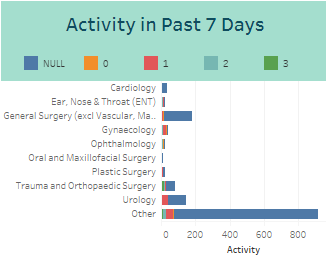 Activity in Past 7 Days
NULL 0 1 2 3
Cardiology
Ear, Nose & Throat (ENT)
General Surgery (excl Vascular, Ma..
Gynaecology
Ophthalmology
Oral and Maxillofacial Surgery
Plastic Surgery
Trauma and Orthopaedic Surgery
Urology
Other
0 200 400 600 800
Activity